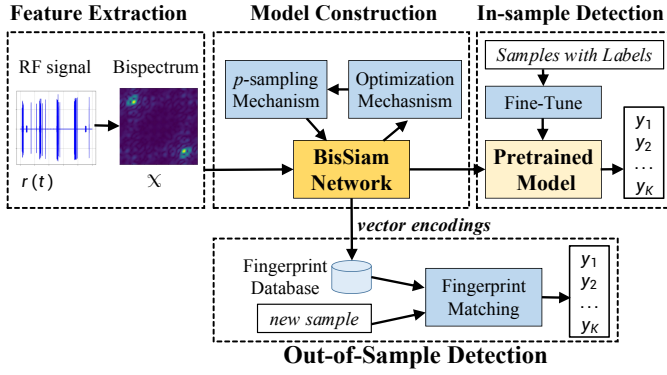 Feature Extraction
Model Construction
In-sample Detection
RF signal
Bispectrum
r(t)
X
p-sampling
Mechanism
Optimization
Mechasnism
BisSiam
Network
Samples with Labels
Fine-Tune
Pretrained
Model
y1
y2
...
yK
vector encodings
Fingerprint
Database
new sample
Fingerprint
Matching
y1
y2
...
yK
Out-of-Sample Detection